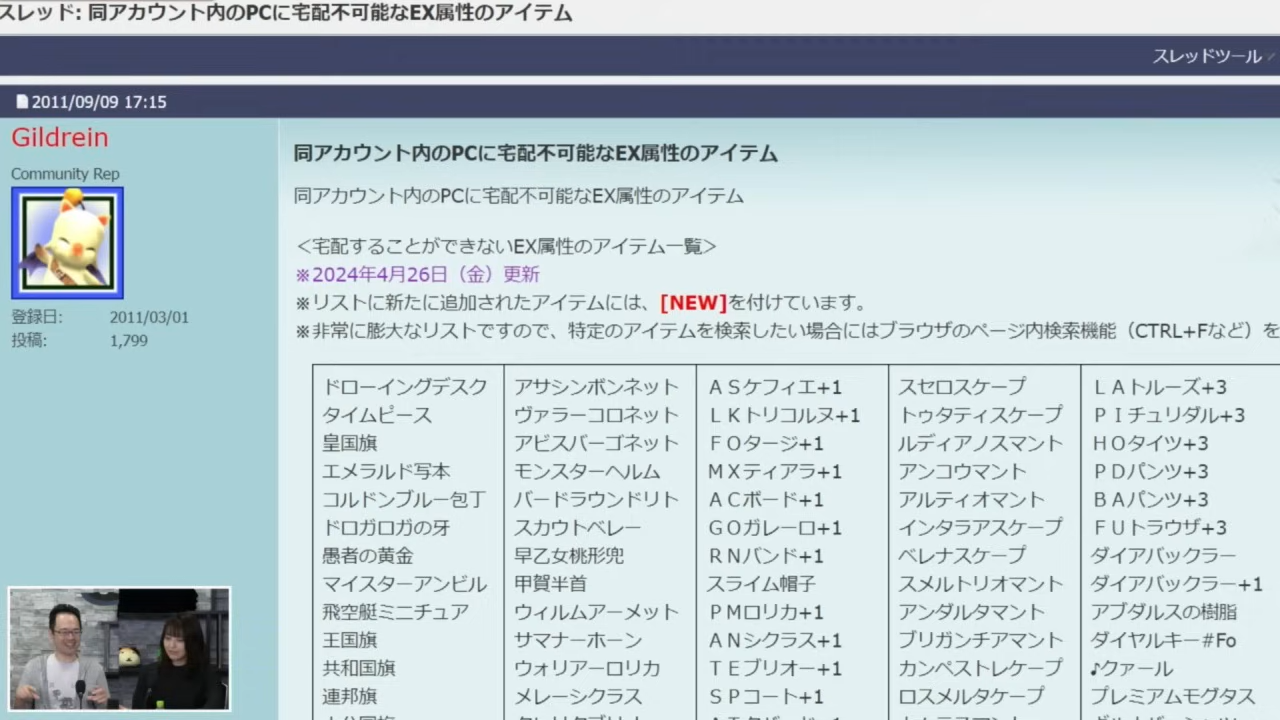 スレッド: 同アカウント内のPCに宅配不可能なEX属性のアイテム
スレッドツール
2011/09/09 17:15
Gildrein
Community Rep
登録日: 2011/03/01
投稿: 1,799
同アカウント内のPCに宅配不可能なEX属性のアイテム
同アカウント内のPCに宅配不可能なEX属性のアイテム
＜宅配することができないEX属性のアイテム一覧＞
※2024年4月26日（金）更新
※リストに新たに追加されたアイテムには、[NEW]を付けています。
※非常に膨大なリストですので、特定のアイテムを検索したい場合にはブラウザのページ内検索機能（CTRL+Fなど）を
ドローイングデスク アサシンボンネット ＡＳケフィエ+1 スセロスケープ ＬＡトルーズ+3
タイムピース ヴァラーコロネット ＬＫトリコルヌ+1 トゥタティスケープ ＰＩチュリダル+3
皇国旗 アビスバーゴネット ＦＯタージ+1 ルディアノスマント ＨＯタイツ+3
エメラルド写本 モンスターヘルム ＭＸティアラ+1 アンコウマント ＰＤパンツ+3
コルドンブルー包丁 バードラウンドリト ＡＣボード+1 アルティオマント ＢＡパンツ+3
ドロガロガの牙 スカウトベレー ＧＯガレーロ+1 インタラアスケープ ＦＵトラウザ+3
愚者の黄金 早乙女桃形兜 ＲＮバンド+1 ベレナスケープ ダイアバックラー
マイスターアンビル 甲賀半首 スライム帽子 スメルトリオマント ダイアバックラー+1
飛空艇ミニチュア ウィルムアーメット ＰＭロリカ+1 アンダルタマント アブダルスの樹脂
王国旗 サマナーホーン ＡＮシクラス+1 ブリガンチアマント ダイヤルキー#Fo
共和国旗 ウォリアーロリカ ＴＥブリオー+1 カンペストレケープ ♪クァール
連邦旗 メレーシクラス ＳＰコート+1 ロスメルタケープ プレミアムモグタス